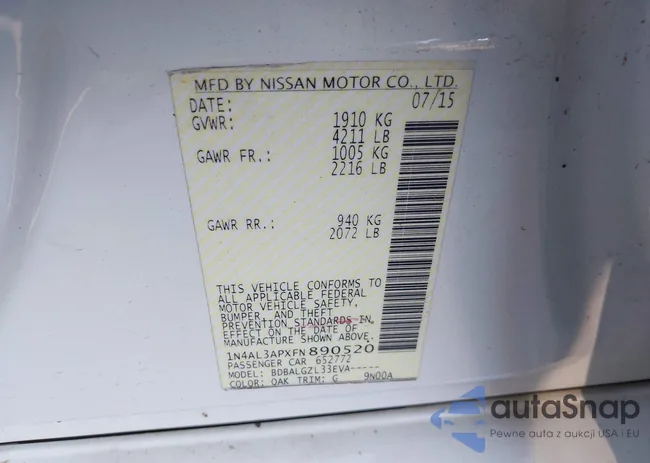 MFD BY NISSAN MOTOR CO., LTD.
DATE: 07/15
GVWR: 1910 KG
4211 LB
GAWR FR.: 1005 KG
2216 LB
GAWR RR.: 940 KG
2072 LB
THIS VEHICLE CONFORMS TO
ALL APPLICABLE FEDERAL
MOTOR VEHICLE SAFETY,
BUMPER, AND THEFT
PREVENTION STANDARDS IN
EFFECT ON THE DATE OF
MANUFACTURE SHOWN ABOVE.
1N4AL3APXFN890520
PASSENGER CAR 652772
MODEL: BDBALGZL33EVA-----
COLOR: QAK TRIM: G 9N00A
autaSnap
Pewne auta z aukcji USA i EU